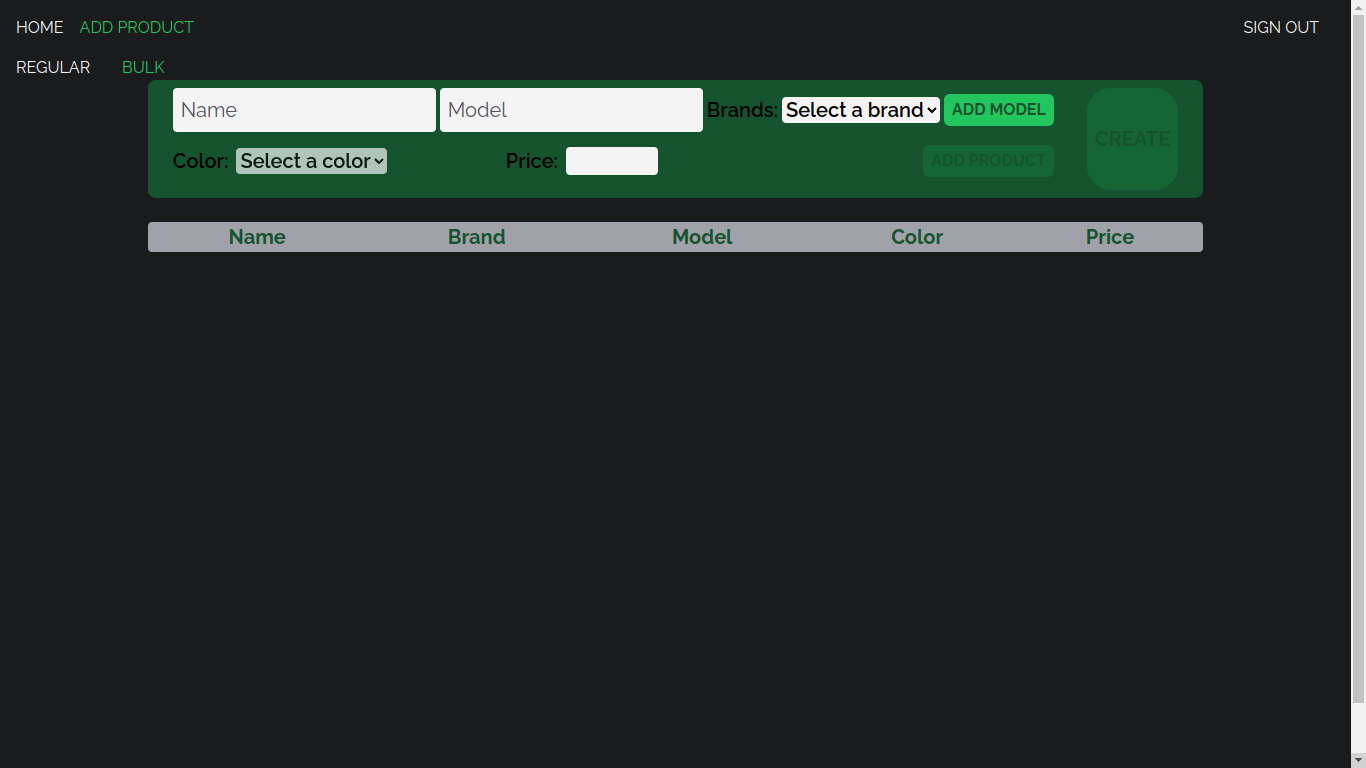 HOME ADD PRODUCT SIGN OUT
REGULAR BULK
Name Model Brands: Select a brand ADD MODEL CREATE
Color: Select a color Price: ADD PRODUCT
Name Brand Model Color Price